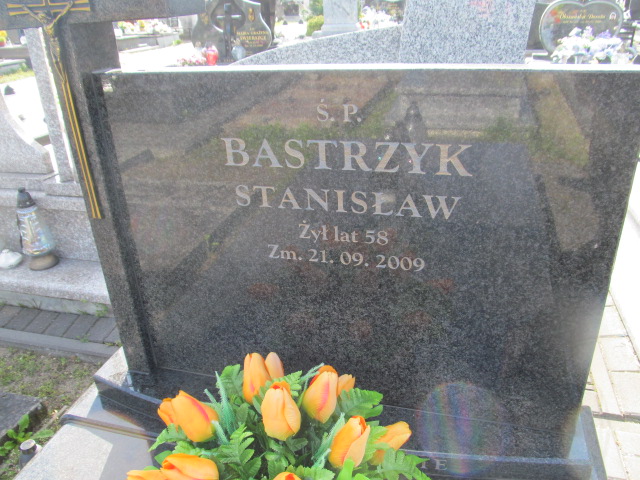 Ś. P.
BASTRZYK
STANISŁAW
Żył lat 58
Zm. 21. 09. 2009